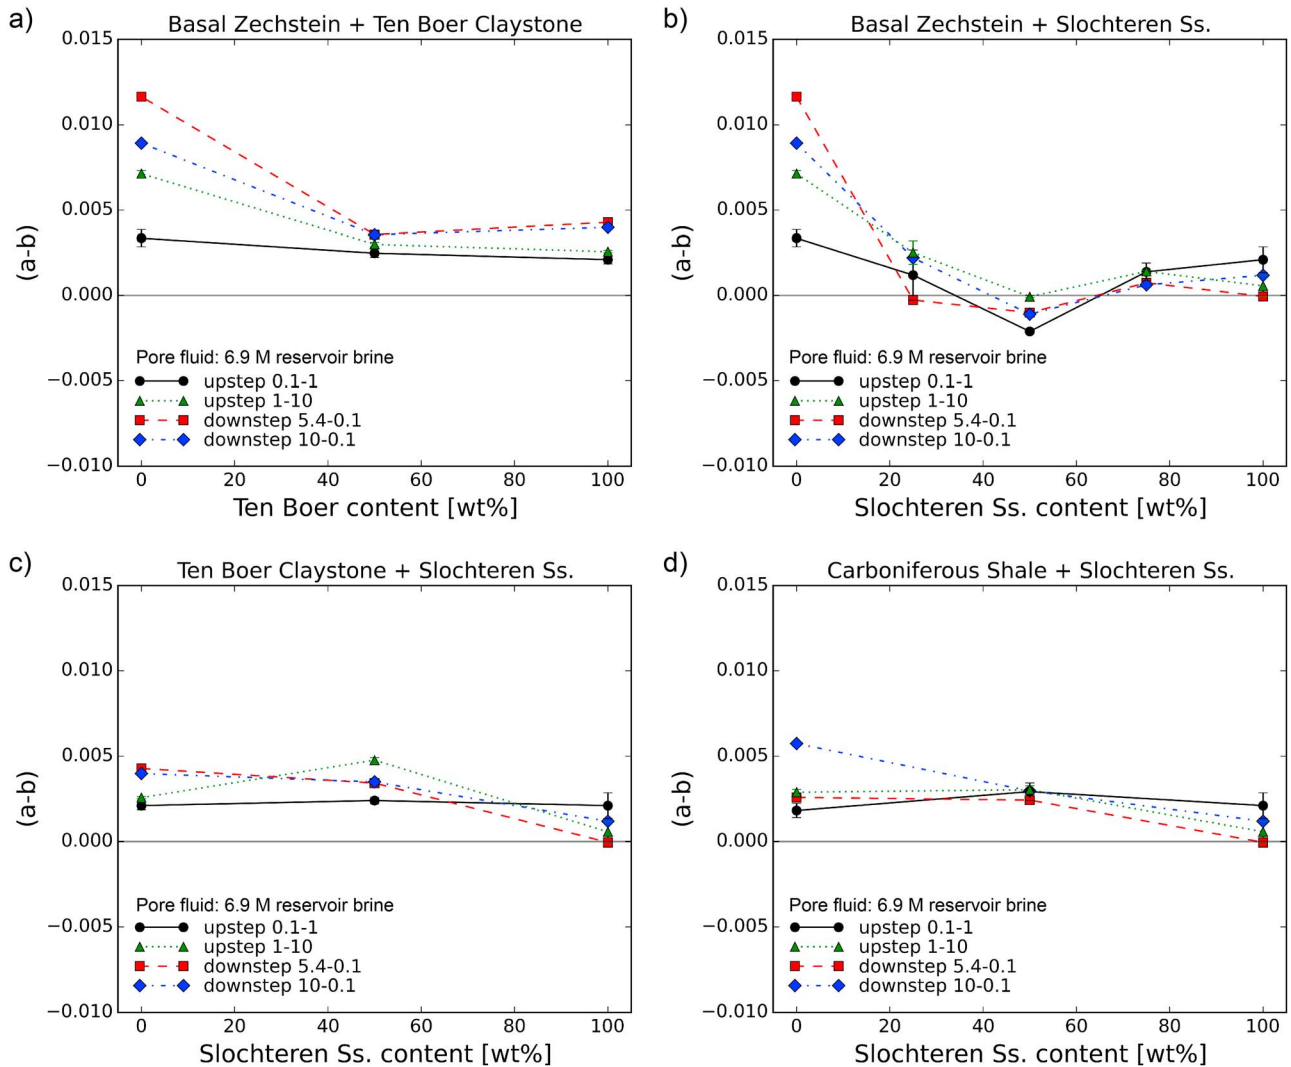 a)
Basal Zechstein + Ten Boer Claystone
0.015
0.010
0.005
0.000
−0.005
−0.010
(a-b)
Pore fluid: 6.9 M reservoir brine
upstep 0.1-1
upstep 1-10
downstep 5.4-0.1
downstep 10-0.1
0 20 40 60 80 100
Ten Boer content [wt%]
b)
Basal Zechstein + Slochteren Ss.
0.015
0.010
0.005
0.000
−0.005
−0.010
(a-b)
Pore fluid: 6.9 M reservoir brine
upstep 0.1-1
upstep 1-10
downstep 5.4-0.1
downstep 10-0.1
0 20 40 60 80 100
Slochteren Ss. content [wt%]
c)
Ten Boer Claystone + Slochteren Ss.
0.015
0.010
0.005
0.000
−0.005
−0.010
(a-b)
Pore fluid: 6.9 M reservoir brine
upstep 0.1-1
upstep 1-10
downstep 5.4-0.1
downstep 10-0.1
0 20 40 60 80 100
Slochteren Ss. content [wt%]
d)
Carboniferous Shale + Slochteren Ss.
0.015
0.010
0.005
0.000
−0.005
−0.010
(a-b)
Pore fluid: 6.9 M reservoir brine
upstep 0.1-1
upstep 1-10
downstep 5.4-0.1
downstep 10-0.1
0 20 40 60 80 100
Slochteren Ss. content [wt%]